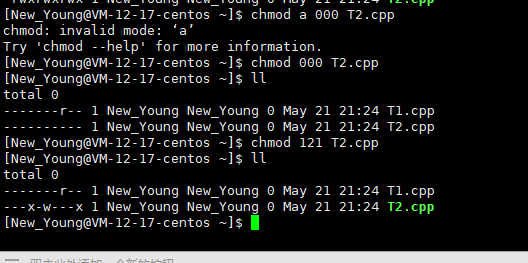 -rwxrwxrwx 1 New_Young New_Young 0 May 21 21:24 T2.cpp
[New_Young@VM-12-17-centos ~]$ chmod a 000 T2.cpp
chmod: invalid mode: ‘a’
Try 'chmod --help' for more information.
[New_Young@VM-12-17-centos ~]$ chmod 000 T2.cpp
[New_Young@VM-12-17-centos ~]$ ll
total 0
-------r-- 1 New_Young New_Young 0 May 21 21:24 T1.cpp
---------- 1 New_Young New_Young 0 May 21 21:24 T2.cpp
[New_Young@VM-12-17-centos ~]$ chmod 121 T2.cpp
[New_Young@VM-12-17-centos ~]$ ll
total 0
-------r-- 1 New_Young New_Young 0 May 21 21:24 T1.cpp
---x-w---x 1 New_Young New_Young 0 May 21 21:24 T2.cpp
[New_Young@VM-12-17-centos ~]$